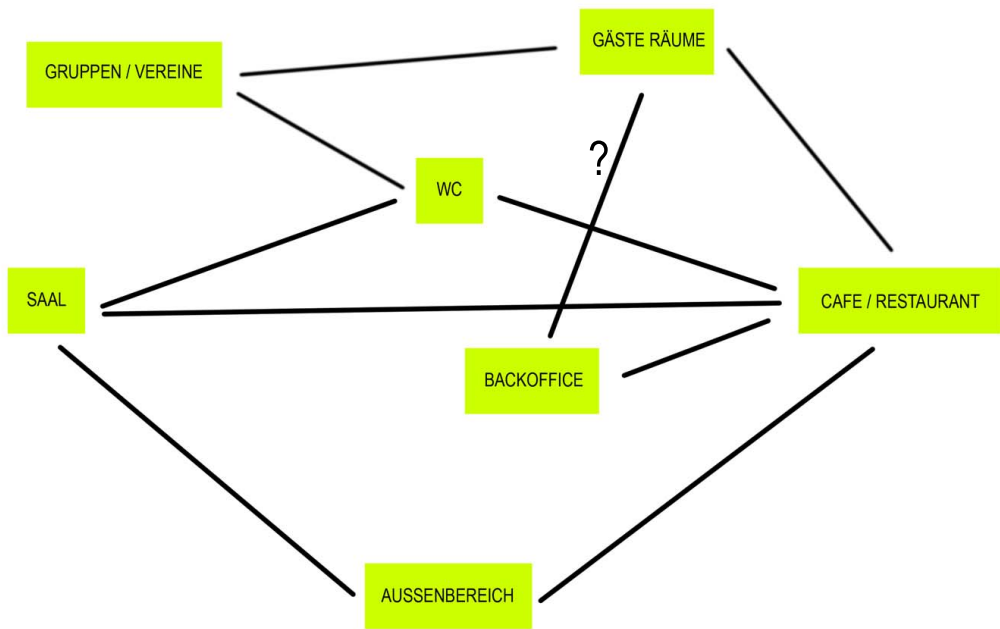 GÄSTE RÄUME
GRUPPEN / VEREINE
?
WC
SAAL
CAFE / RESTAURANT
BACKOFFICE
AUSSENBEREICH